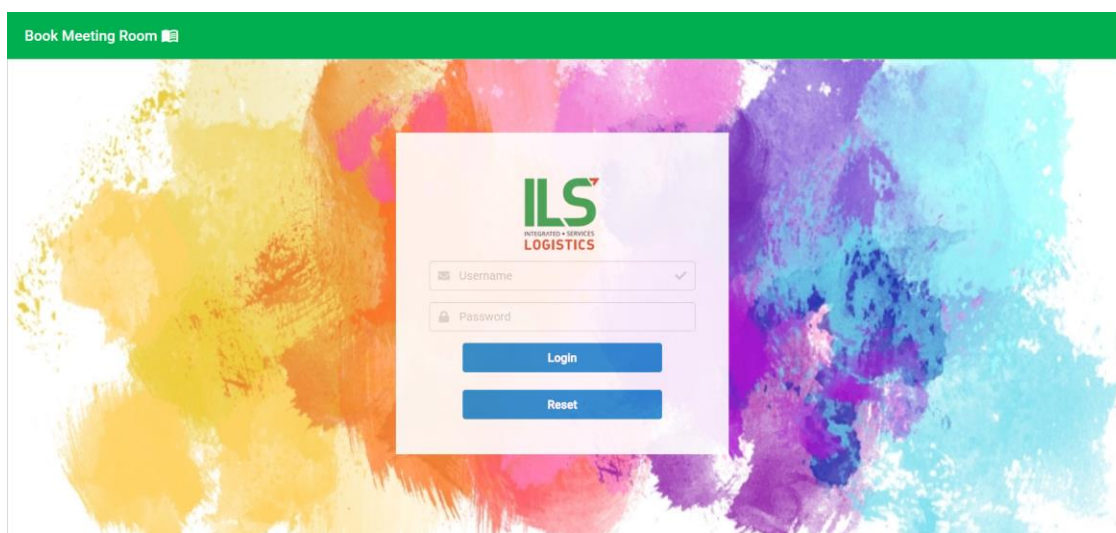 Book Meeting Room
ILS
INTEGRATED • SERVICES
LOGISTICS
Username
Password
Login
Reset